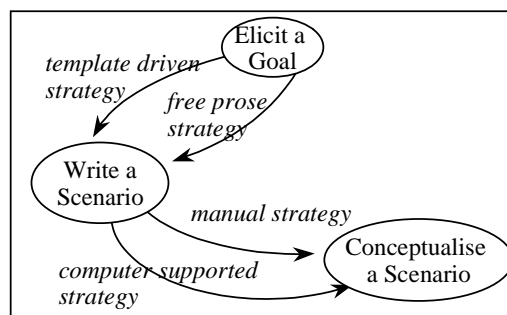 Elicit a
Goal
template driven
strategy
free prose
strategy
Write a
Scenario
manual strategy
Conceptualise
a Scenario
computer supported
strategy